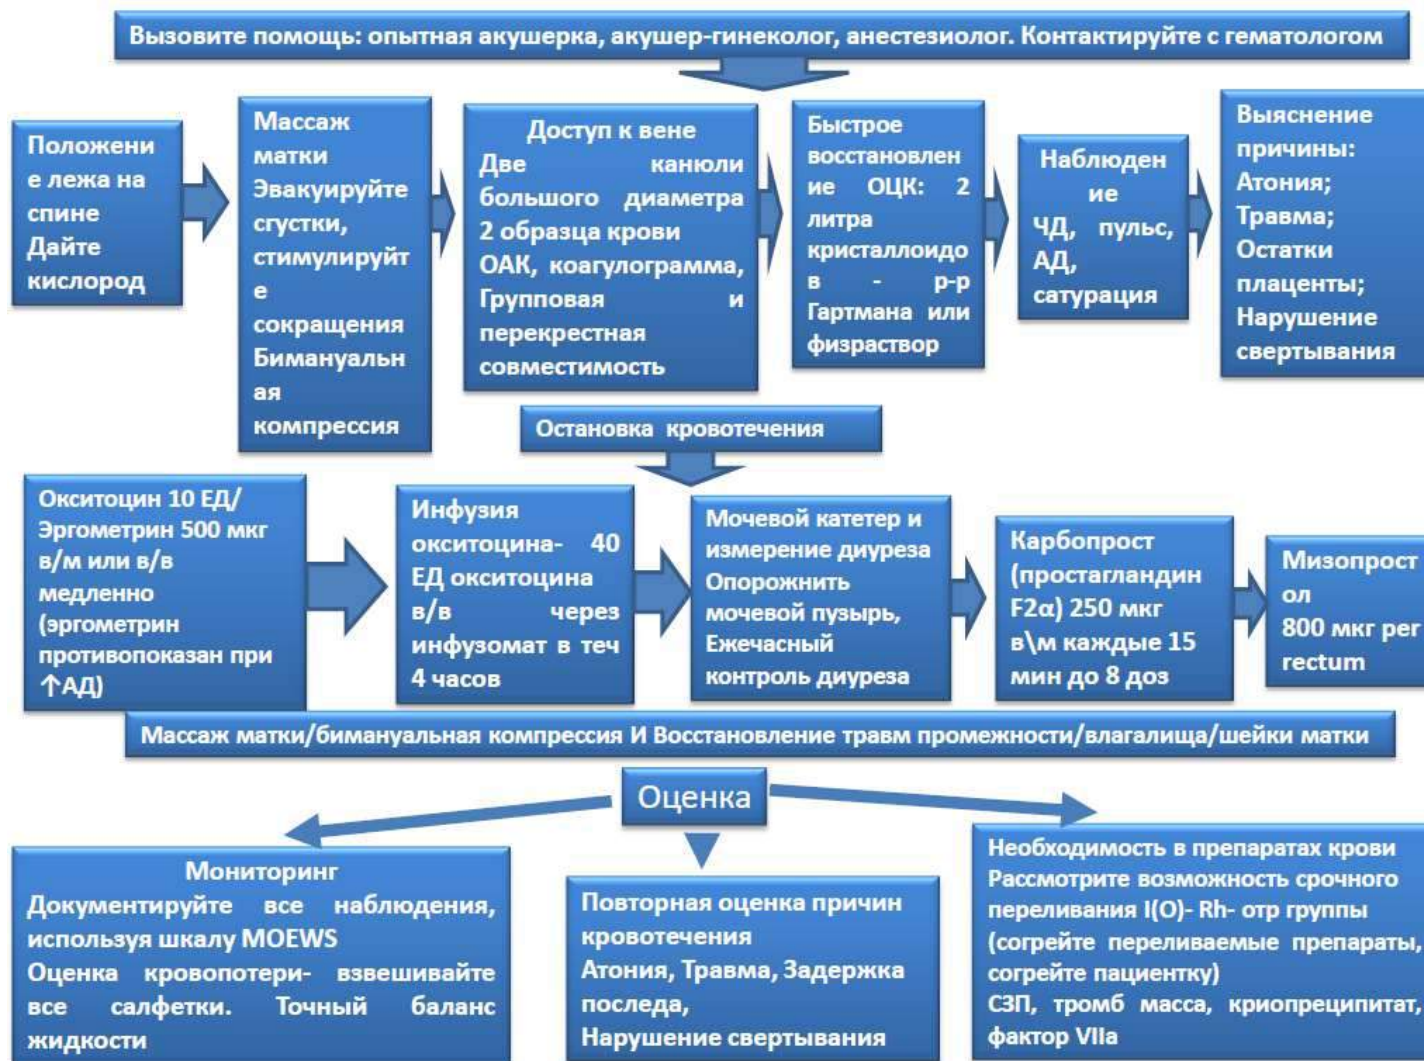 Вызовите помощь: опытная акушерка, акушер-гинеколог, анестезиолог. Контактируйте с гематологом
Положени
е лежа на
спине
Дайте
кислород
Массаж
матки
Эвакуируйте
сгустки,
стимулируйт
е
сокращения
Бимануальн
ая
компрессия
Доступ к вене
Две канюли
большого диаметра
2 образца крови
ОАК, коагулограмма,
Групповая и
перекрестная
совместимость
Быстрое
восстановлен
ие ОЦК: 2
литра
кристаллоидо
в - р-р
Гартмана или
физраствор
Наблюден
ие
ЧД, пульс,
АД,
сатурация
Выяснение
причины:
Атония;
Травма;
Остатки
плаценты;
Нарушение
свертывания
Остановка кровотечения
Окситоцин 10 ЕД/
Эргометрин 500 мкг
в/м или в/в
медленно
(эргометрин
противопоказан при
↑АД)
Инфузия
окситоцина- 40
ЕД окситоцина
в/в через
инфузомат в теч
4 часов
Мочевой катетер и
измерение диуреза
Опорожнить
мочевой пузырь,
Ежечасный
контроль диуреза
Карбопрост
(простагландин
F2α) 250 мкг
в\м каждые 15
мин до 8 доз
Мизопрост
ол
800 мкг per
rectum
Массаж матки/бимануальная компрессия И Восстановление травм промежности/влагалища/шейки матки
Оценка
Мониторинг
Документируйте все наблюдения,
используя шкалу MOEWS
Оценка кровопотери- взвешивайте
все салфетки. Точный баланс
жидкости
Повторная оценка причин
кровотечения
Атония, Травма, Задержка
последа,
Нарушение свертывания
Необходимость в препаратах крови
Рассмотрите возможность срочного
переливания I(O)- Rh- отр группы
(согрейте переливаемые препараты,
согрейте пациентку)
СЗП, тромб масса, криопреципитат,
фактор VIIa